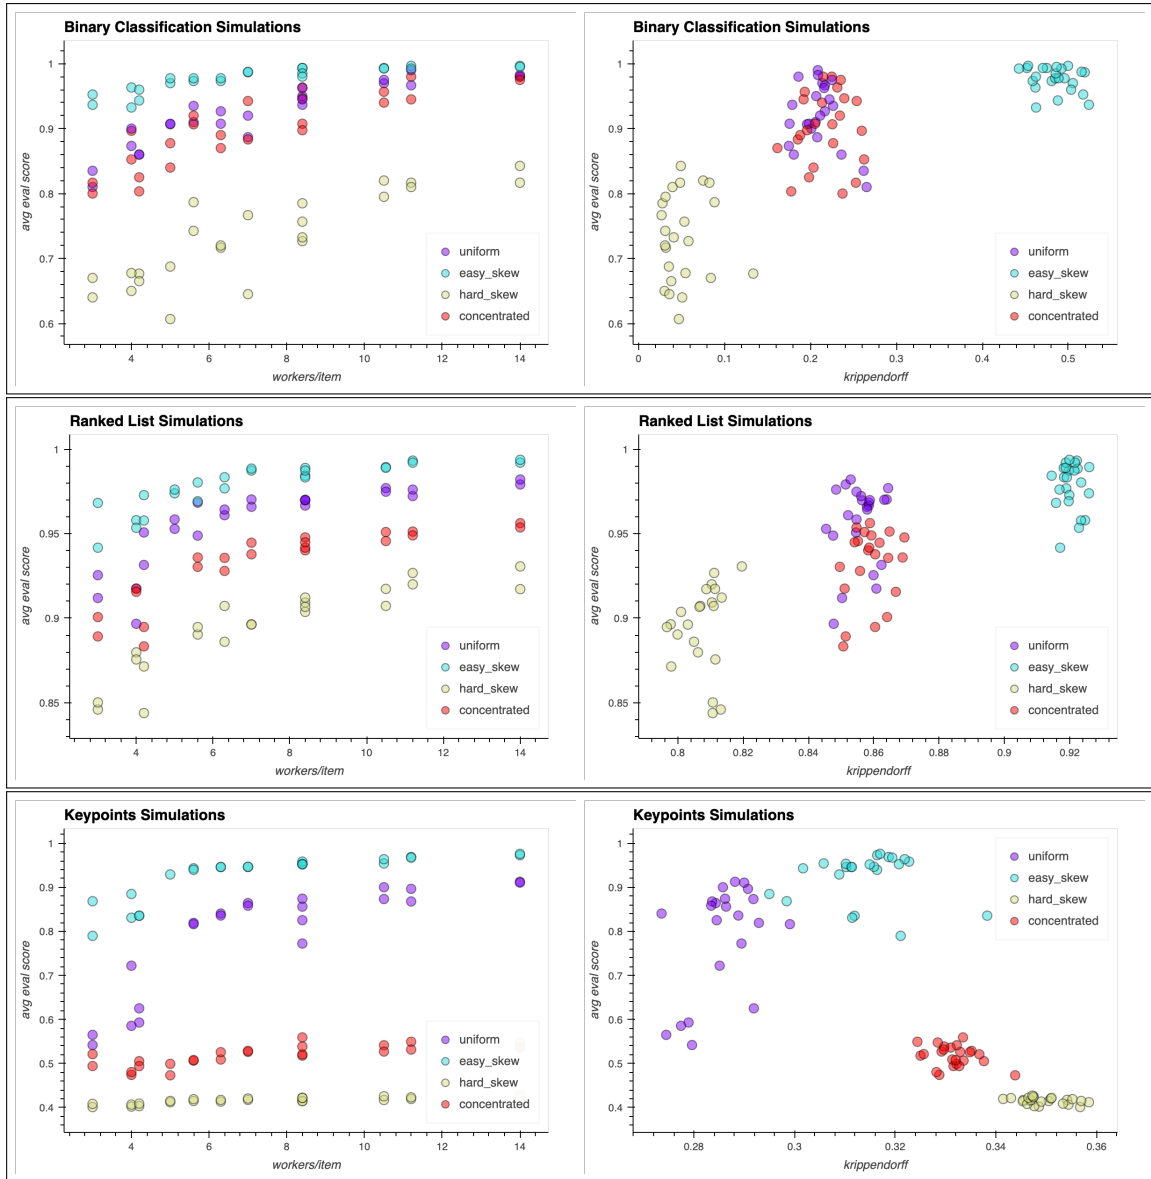 Binary Classification Simulations
1
0.9
0.8
0.7
0.6
avg eval score
4
6
8
10
12
14
workers/item
uniform
easy_skew
hard_skew
concentrated
Binary Classification Simulations
1
0.9
0.8
0.7
0.6
avg eval score
0
0.1
0.2
0.3
0.4
0.5
krippendorff
uniform
easy_skew
hard_skew
concentrated
Ranked List Simulations
1
0.95
0.9
0.85
avg eval score
4
6
8
10
12
14
workers/item
uniform
easy_skew
hard_skew
concentrated
Ranked List Simulations
1
0.95
0.9
0.85
avg eval score
0.8
0.82
0.84
0.86
0.88
0.9
0.92
krippendorff
uniform
easy_skew
hard_skew
concentrated
Keypoints Simulations
1
0.9
0.8
0.7
0.6
0.5
0.4
avg eval score
4
6
8
10
12
14
workers/item
uniform
easy_skew
hard_skew
concentrated
Keypoints Simulations
1
0.9
0.8
0.7
0.6
0.5
0.4
avg eval score
0.28
0.3
0.32
0.34
0.36
krippendorff
uniform
easy_skew
hard_skew
concentrated